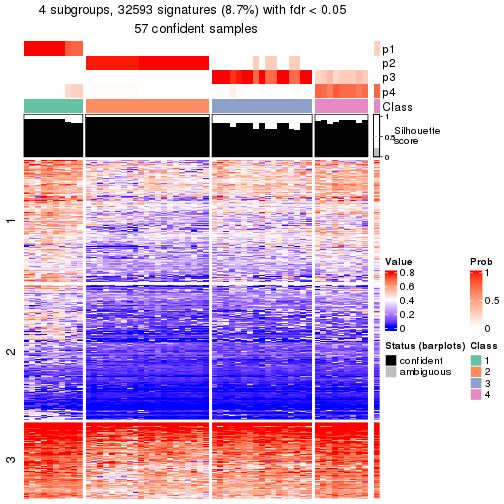 4 subgroups, 32593 signatures (8.7%) with fdr < 0.05
57 confident samples
p1
p2
p3
p4
Class
1
0.5
0
Silhouette
score
1
2
3
Value
0.8
0.6
0.4
0.2
0
Prob
1
0.5
0
Status (barplots)
confident
ambiguous
Class
1
2
3
4